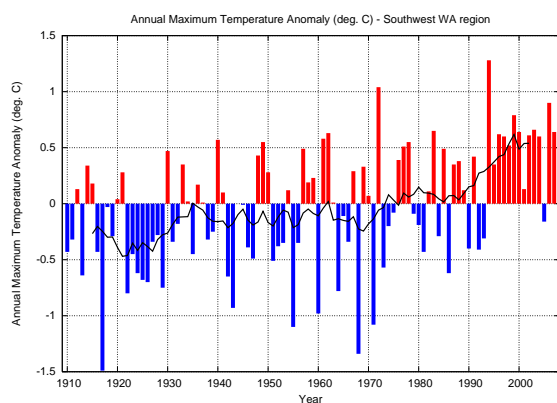 Annual Maximum Temperature Anomaly (deg. C) - Southwest WA region
Annual Maximum Temperature Anomaly (deg. C)
1.5
1
0.5
0
-0.5
-1
-1.5
1910 1920 1930 1940 1950 1960 1970 1980 1990 2000
Year